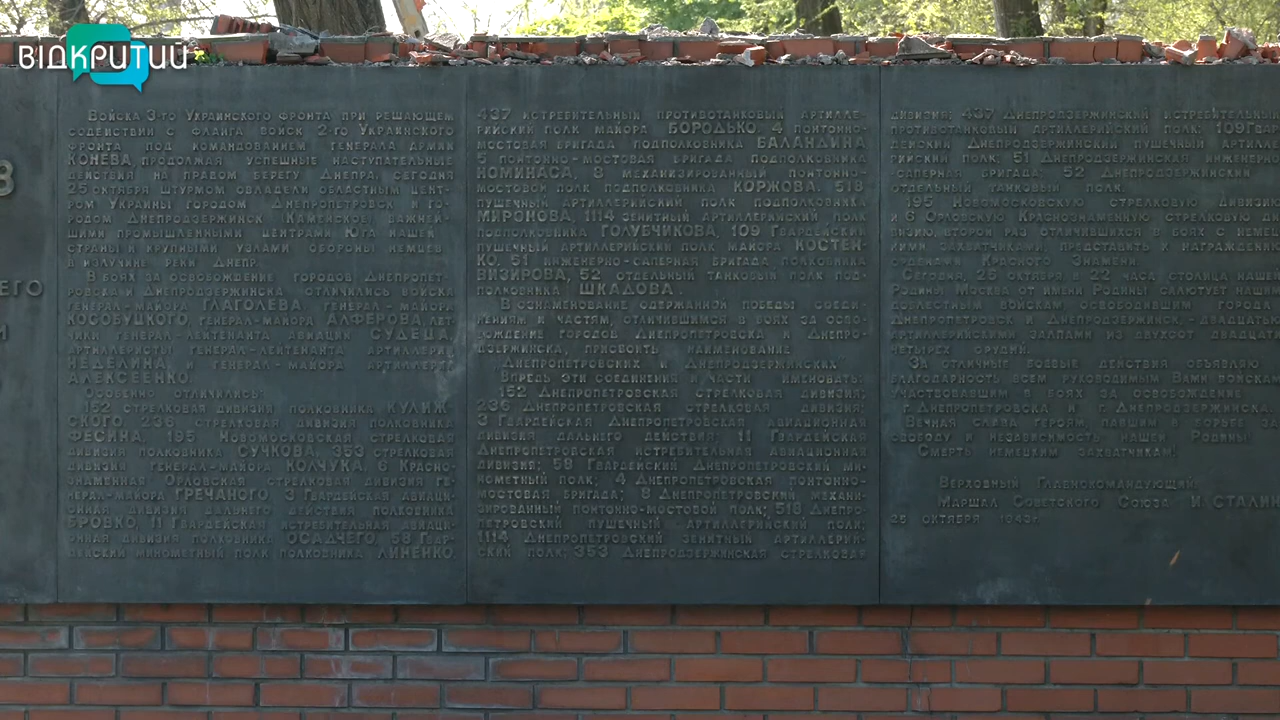 ВІДКРИТИЙ
Войска 3-го Украинского фронта при решающем
содействии с фланга войск 2-го Украинского
фронта под командованием генерала армии
КОНЕВА, продолжая успешные наступательные
действия на правом берегу Днепра, сегодня
25 октября штурмом овладели областным цент-
ром Украины городом Днепропетровск и го-
родом Днепродзержинск (Каменское), важней-
шими промышленными центрами Юга нашей
страны и крупными узлами обороны немцев
в излучине реки Днепр.
В боях за освобождение городов Днепропет-
ровска и Днепродзержинска отличились войска
генерал-майора ГЛАГОЛЕВА, генерал-майора
КОСОБУЦКОГО, генерал-майора АЛФЕРОВА, лет-
чики генерал-лейтенанта авиации СУДЕЦА,
артиллеристы генерал-лейтенанта артиллерии
НЕДЕЛИНА, и генерал-майора артиллерии
АЛЕКСЕЕНКО.
Особенно отличились:
152 стрелковая дивизия полковника КУЛИЖ-
СКОГО, 236 стрелковая дивизия полковника
ФЕСИНА, 195 Новомосковская стрелковая
дивизия полковника СУЧКОВА, 353 стрелковая
дивизия генерал-майора КОЛЧУКА, 6 Красно-
знаменная Орловская стрелковая дивизия ге-
нерал-майора ГРЕЧАНОГО, 3 Гвардейская авиаци-
онная дивизия дальнего действия полковника
БРОВКО, 11 Гвардейская истребительная авиаци-
онная дивизия полковника ОСАДЧЕГО, 58 Гвар-
дейский минометный полк полковника ЛИНЕНКО,
437 истребительный противотанковый артилле-
рийский полк майора БОРОДЬКО, 4 понтонно-
мостовая бригада подполковника БАЛАНДИНА
5 понтонно-мостовая бригада подполковника
НОМИНАСА, 8 механизированный понтонно-
мостовой полк подполковника КОРЖОВА, 518
пушечный артиллерийский полк подполковника
МИРОНОВА, 1114 зенитный артиллерийский полк
подполковника ГОЛУБЧИКОВА, 109 Гвардейский
пушечный артиллерийский полк майора КОСТЕН-
КО, 51 инженерно-саперная бригада полковника
ВИЗИРОВА, 52 отдельный танковый полк под-
полковника ШКАДОВА.
В ознаменование одержанной победы соеди-
нениям и частям, отличившимся в боях за осво-
бождение городов Днепропетровска и Днепро-
дзержинска, присвоить наименование
Днепропетровских и Днепродзержинских
Впредь эти соединения и части именовать:
152 Днепропетровская стрелковая дивизия;
236 Днепропетровская стрелковая дивизия;
3 Гвардейская Днепропетровская авиационная
дивизия дальнего действия; 11 Гвардейская
Днепропетровская истребительная авиационная
дивизия; 58 Гвардейский Днепропетровский ми-
нометный полк; 4 Днепропетровская понтонно-
мостовая бригада; 8 Днепропетровский механи-
зированный понтонно-мостовой полк; 518 Днепро-
петровский пушечный артиллерийский полк;
1114 Днепропетровский зенитный артиллерий-
ский полк; 353 Днепродзержинская стрелковая
дивизия; 437 Днепродзержинский истребительный
противотанковый артиллерийский полк; 109 Гвар
дейский Днепродзержинский пушечный артилле
рийский полк; 51 Днепродзержинская инженерно
-саперная бригада; 52 Днепродзержинский
отдельный танковый полк.
195 Новомосковскую стрелковую дивизию
и 6 Орловскую Краснознаменную стрелковую ди
визию, второй раз отличившихся в боях с немец
кими захватчиками, представить к награждению
орденами Красного Знамени.
Сегодня 25 октября в 22 часа столица нашей
Родины Москва от имени Родины салютует нашим
доблестным войскам, освободившим города
Днепропетровск и Днепродзержинск - двадцатью
артиллерийскими залпами из двухсот двадцати
четырех орудий.
За отличные боевые действия объявляю
благодарность всем руководимым Вами войскам
участвовавшим в боях за освобождение
г. Днепропетровска и г. Днепродзержинска.
Вечная слава героям, павшим в борьбе за
свободу и независимость нашей Родины!
Смерть немецким захватчикам!
Верховный Главнокомандующий
Маршал Советского Союза И. СТАЛИН
25 октября 1943г.